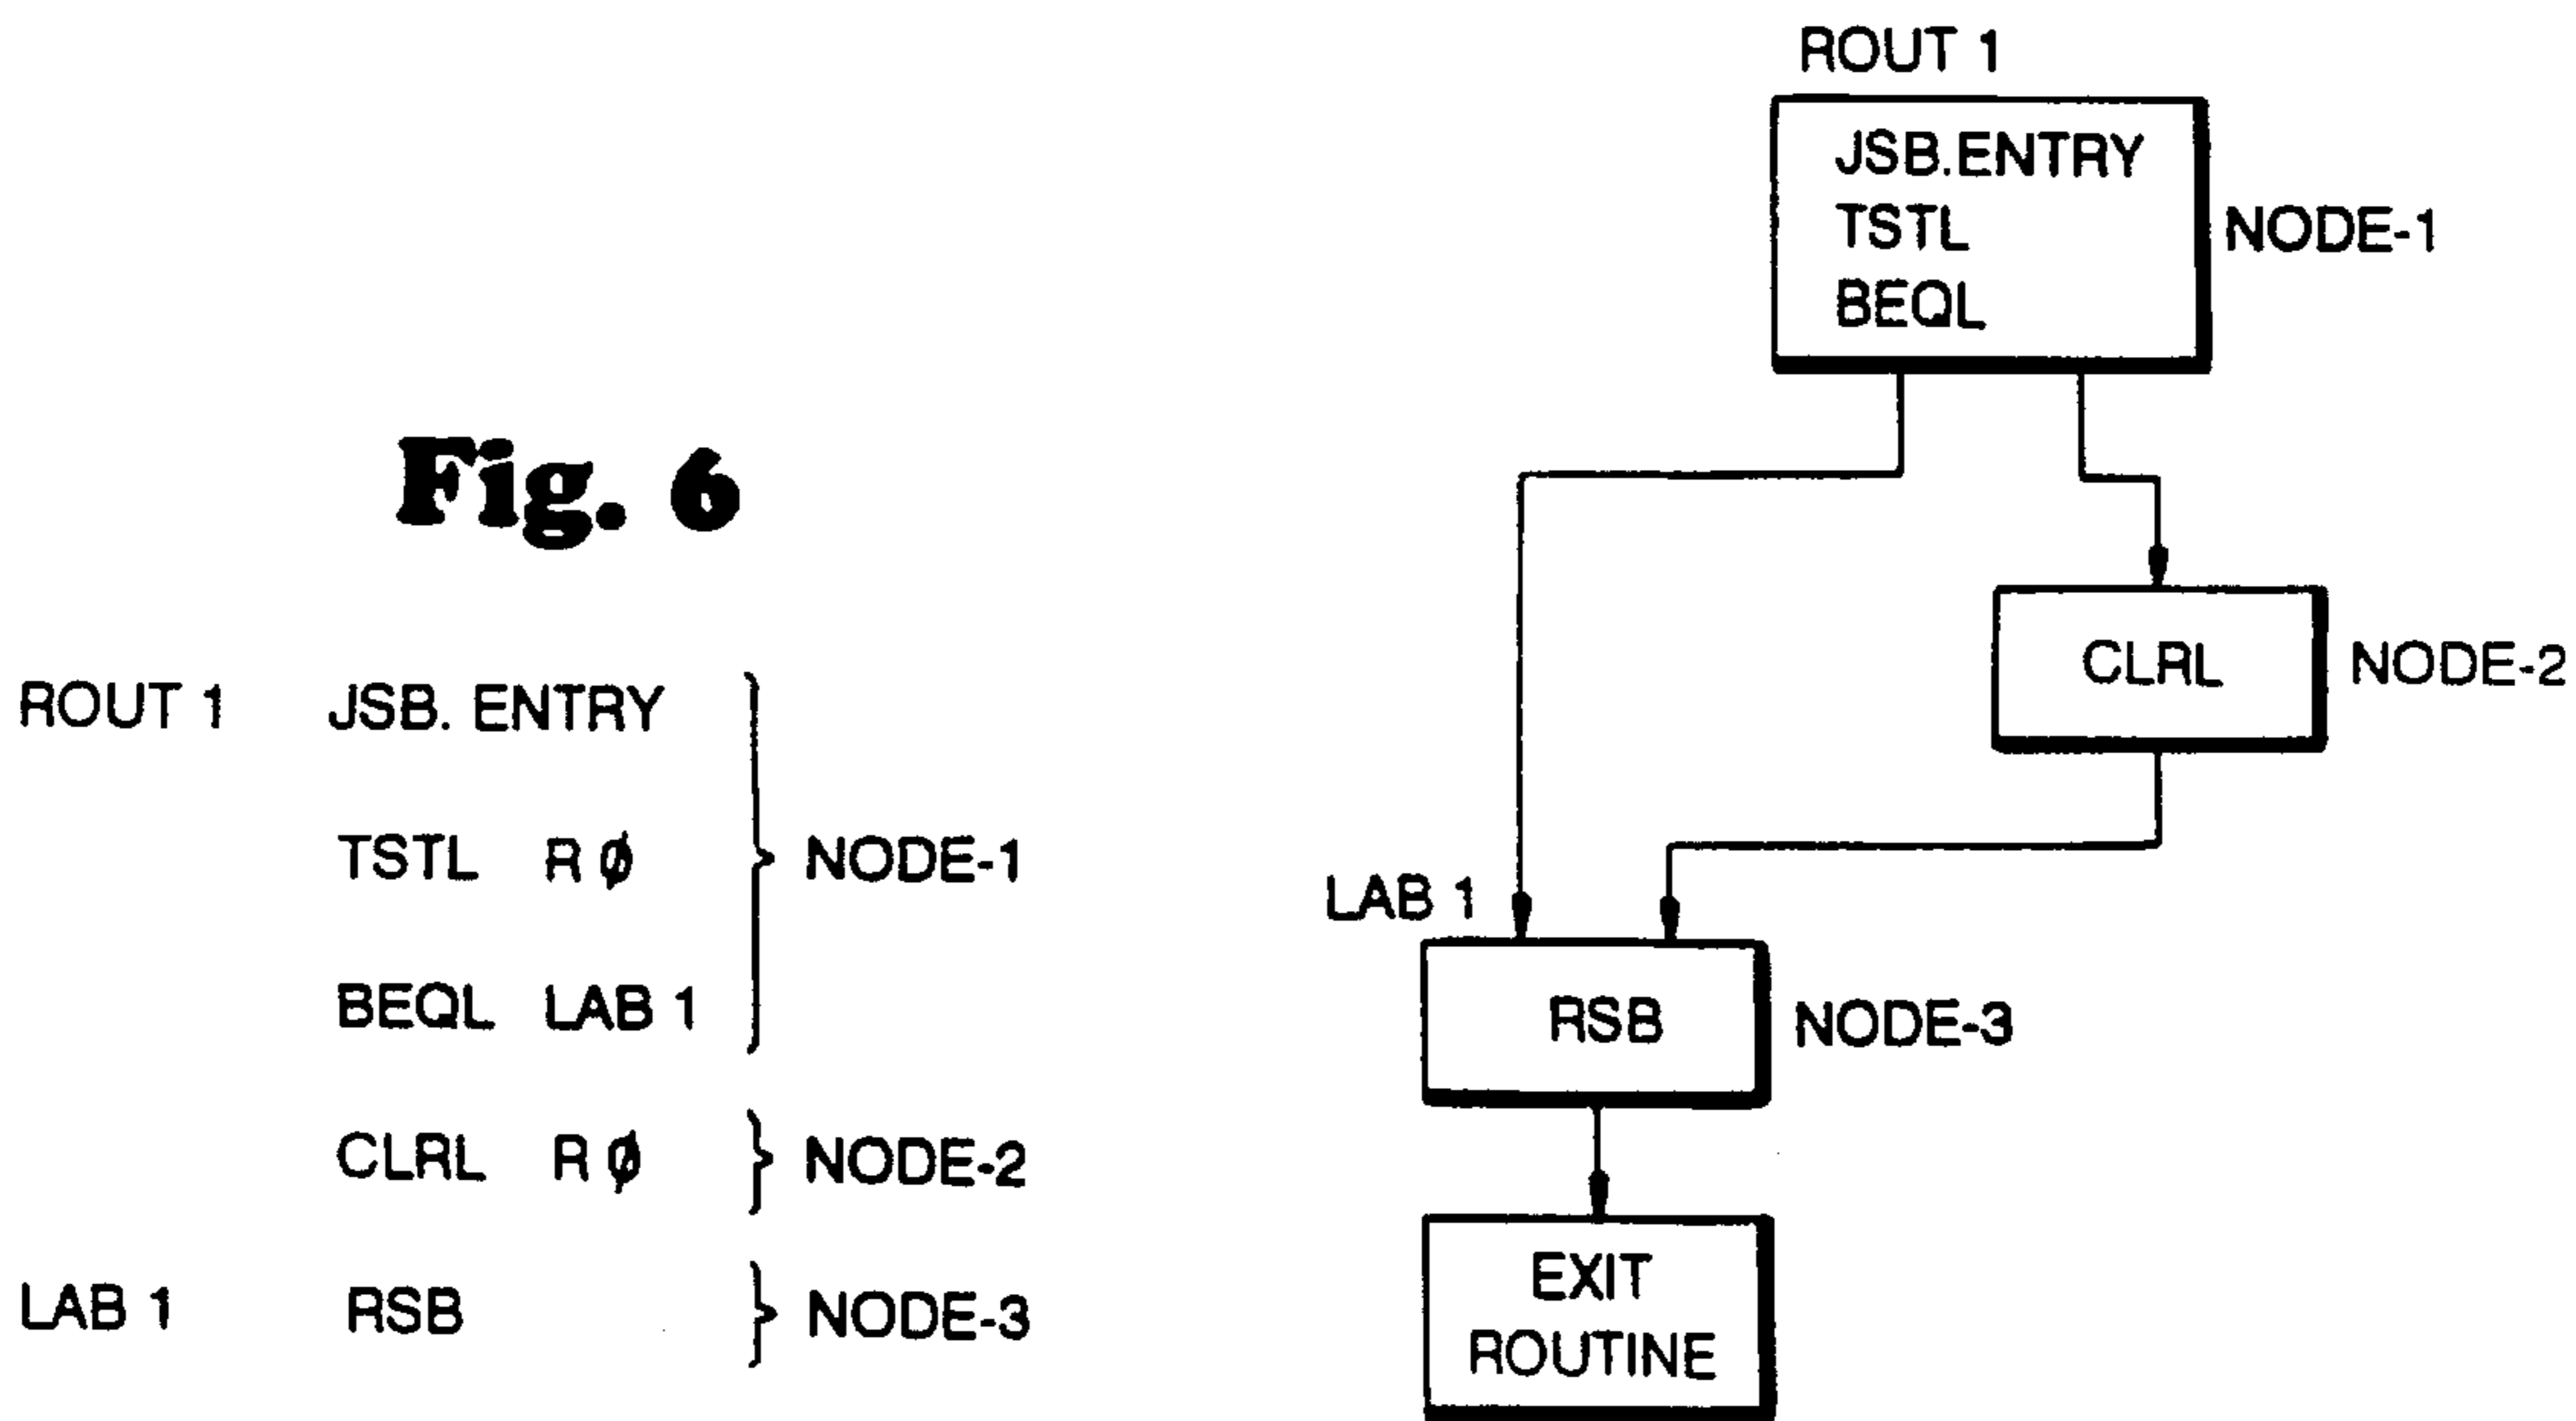 Fig. 6
ROUT 1 JSB. ENTRY
TSTL R Ø
NODE-1
BEQL LAB 1
CLRL R Ø NODE-2
LAB 1 RSB NODE-3
ROUT 1
JSB.ENTRY
TSTL
NODE-1
BEQL
CLRL
NODE-2
LAB 1
RSB
NODE-3
EXIT
ROUTINE